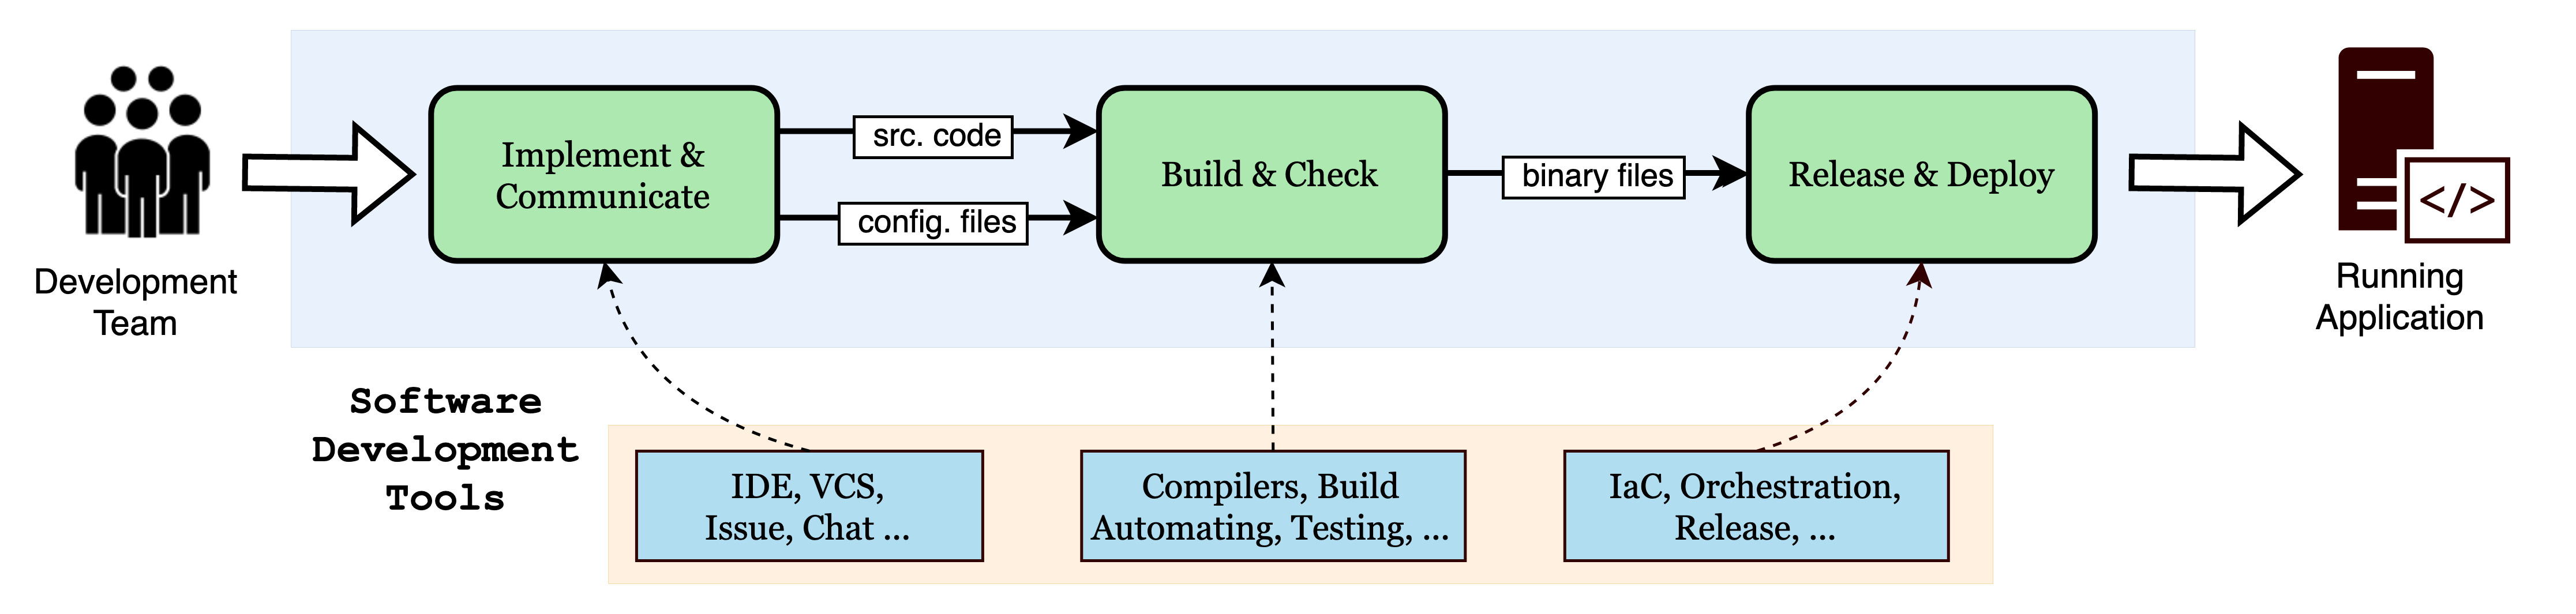 Development
Team
Implement &
Communicate
src. code
config. files
Build & Check
binary files
Release & Deploy
</>
Running
Application
Software
Development
Tools
IDE, VCS,
Issue, Chat ...
Compilers, Build
Automating, Testing, ...
IaC, Orchestration,
Release, ...